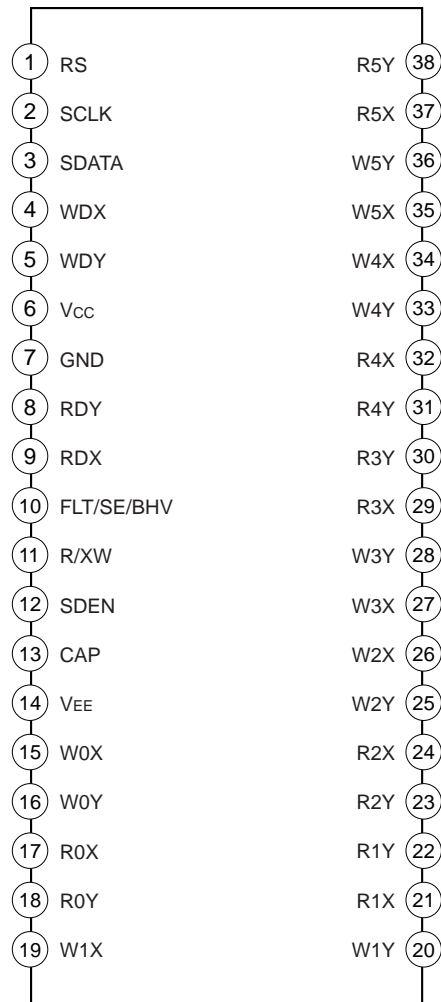 1 RS R5Y 38
2 SCLK R5X 37
3 SDATA W5Y 36
4 WDX W5X 35
5 WDY W4X 34
6 VCC W4Y 33
7 GND R4X 32
8 RDY R4Y 31
9 RDX R3Y 30
10 FLT/SE/BHV R3X 29
11 R/XW W3Y 28
12 SDEN W3X 27
13 CAP W2X 26
14 VEE W2Y 25
15 W0X R2X 24
16 W0Y R2Y 23
17 R0X R1Y 22
18 R0Y R1X 21
19 W1X W1Y 20